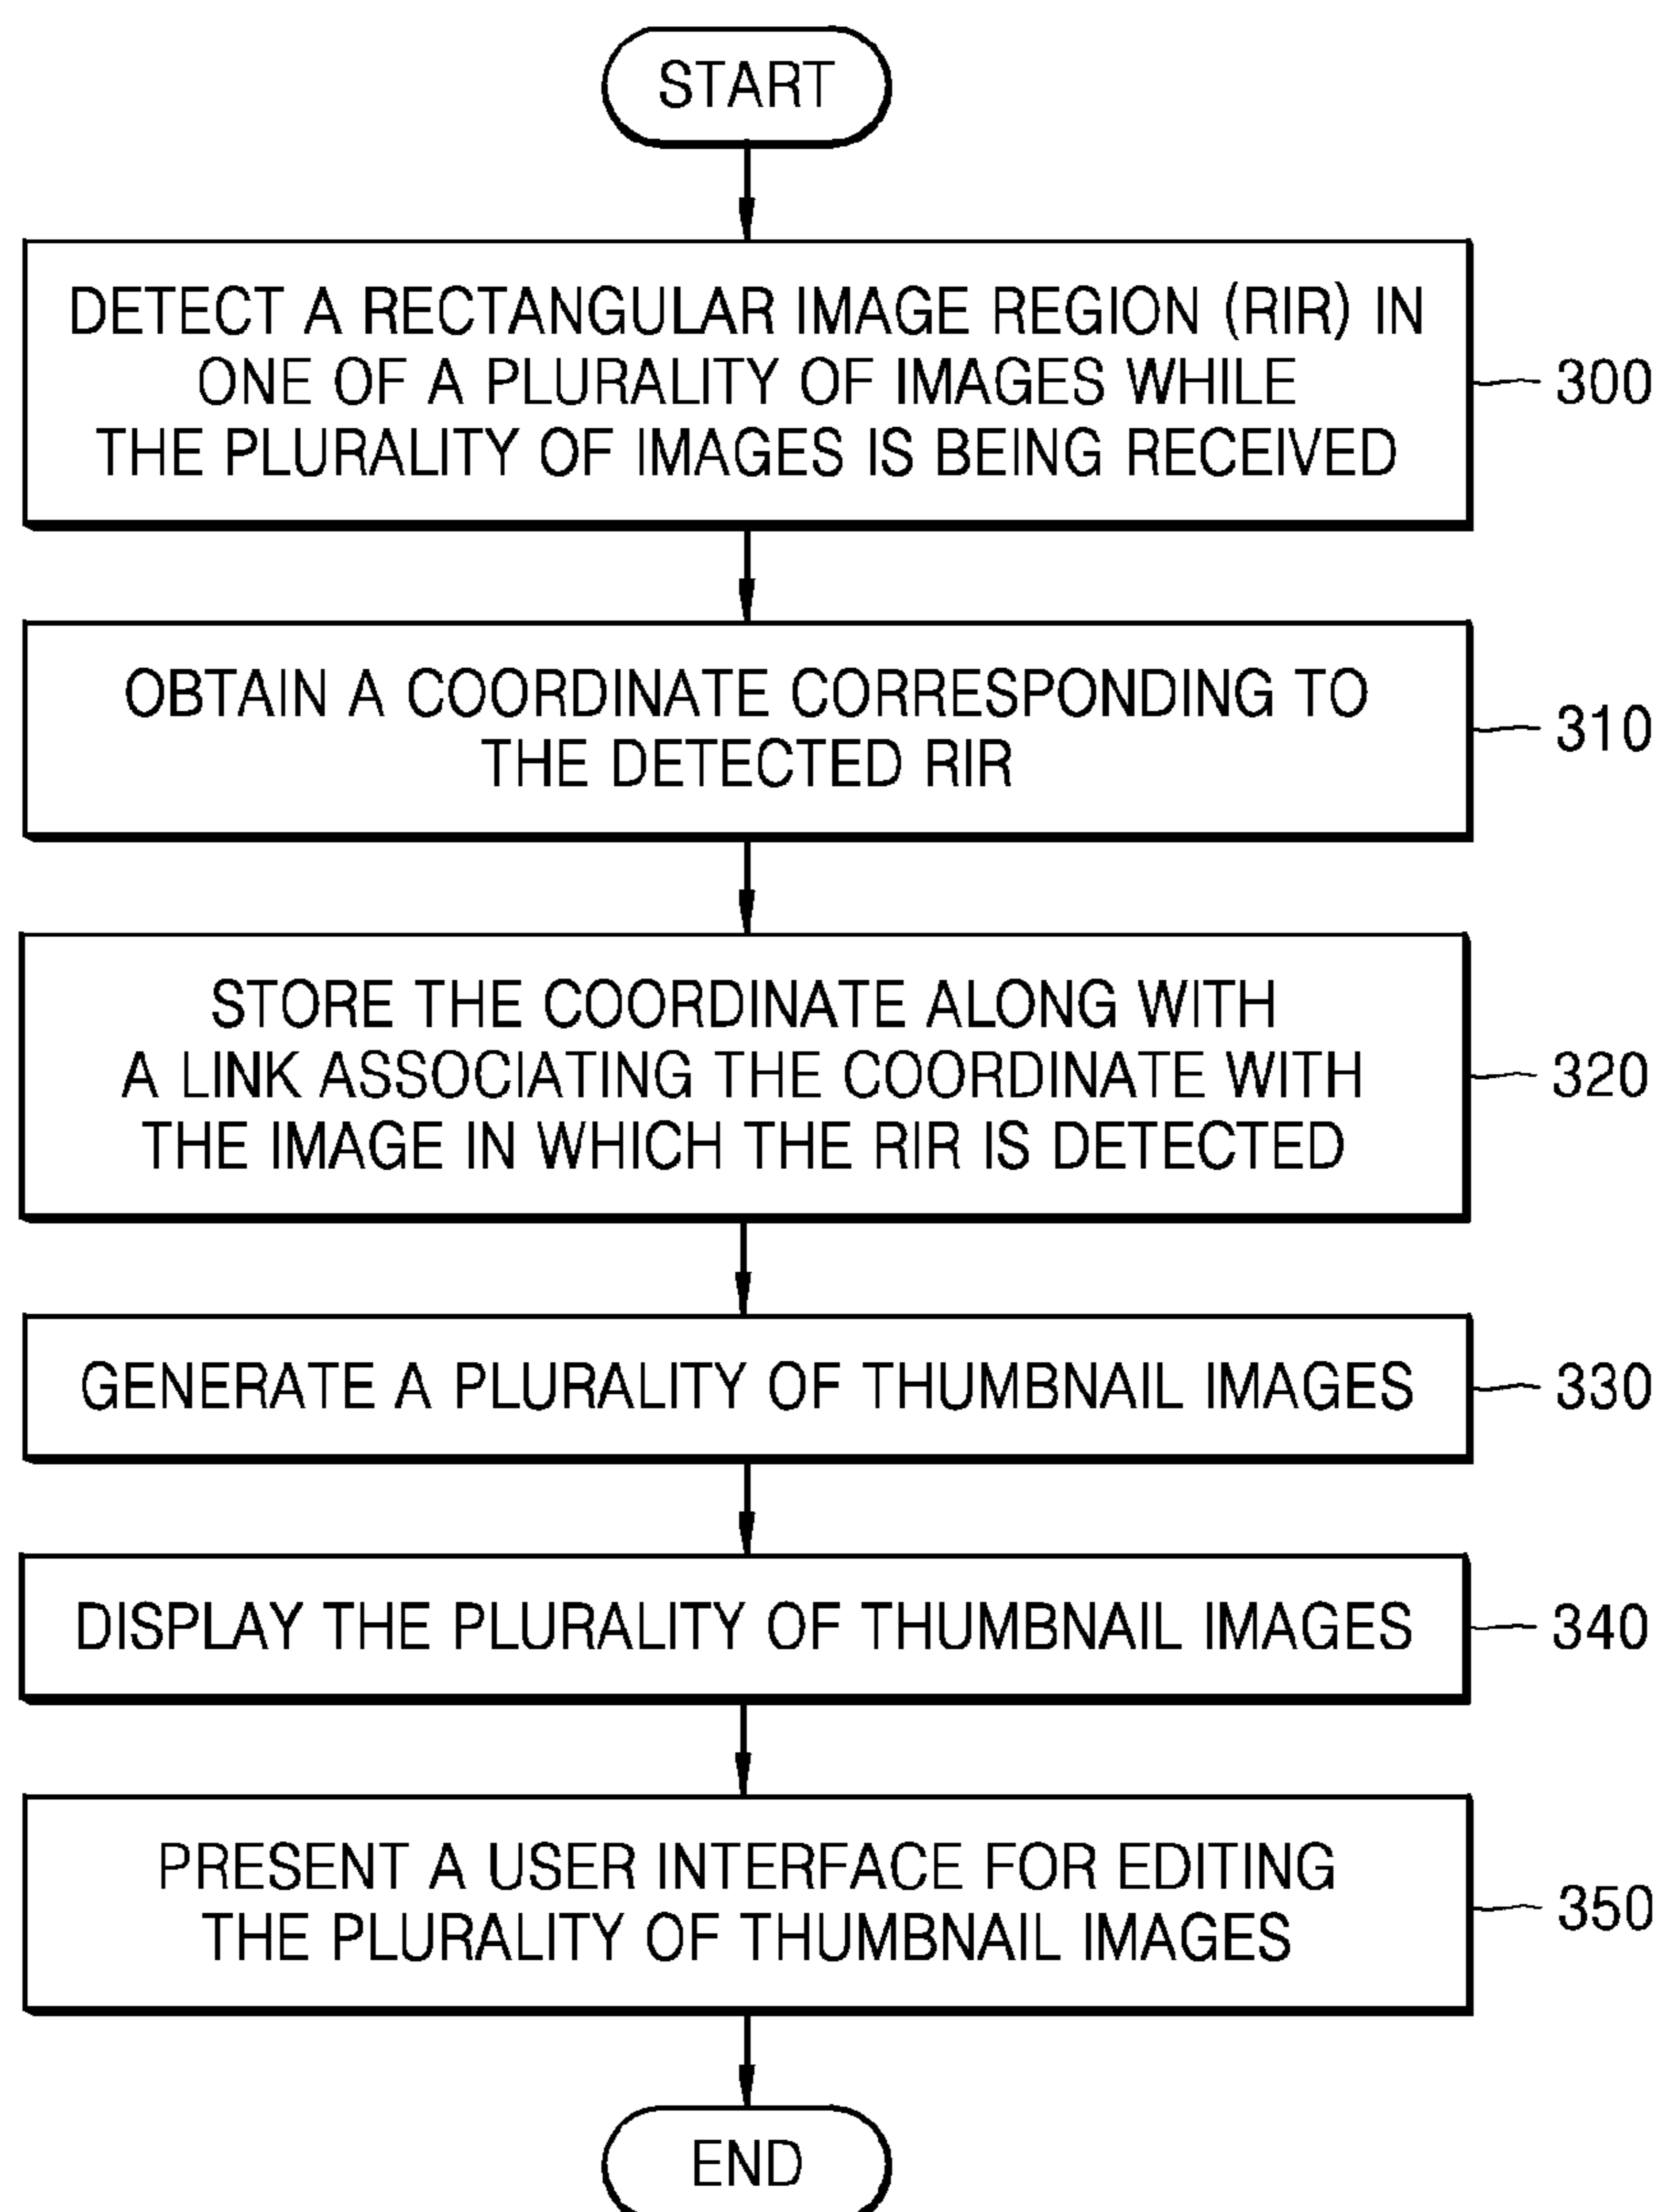 START
DETECT A RECTANGULAR IMAGE REGION (RIR) IN
ONE OF A PLURALITY OF IMAGES WHILE
THE PLURALITY OF IMAGES IS BEING RECEIVED
300
OBTAIN A COORDINATE CORRESPONDING TO
THE DETECTED RIR
310
STORE THE COORDINATE ALONG WITH
A LINK ASSOCIATING THE COORDINATE WITH
THE IMAGE IN WHICH THE RIR IS DETECTED
320
GENERATE A PLURALITY OF THUMBNAIL IMAGES
330
DISPLAY THE PLURALITY OF THUMBNAIL IMAGES
340
PRESENT A USER INTERFACE FOR EDITING
THE PLURALITY OF THUMBNAIL IMAGES
350
END